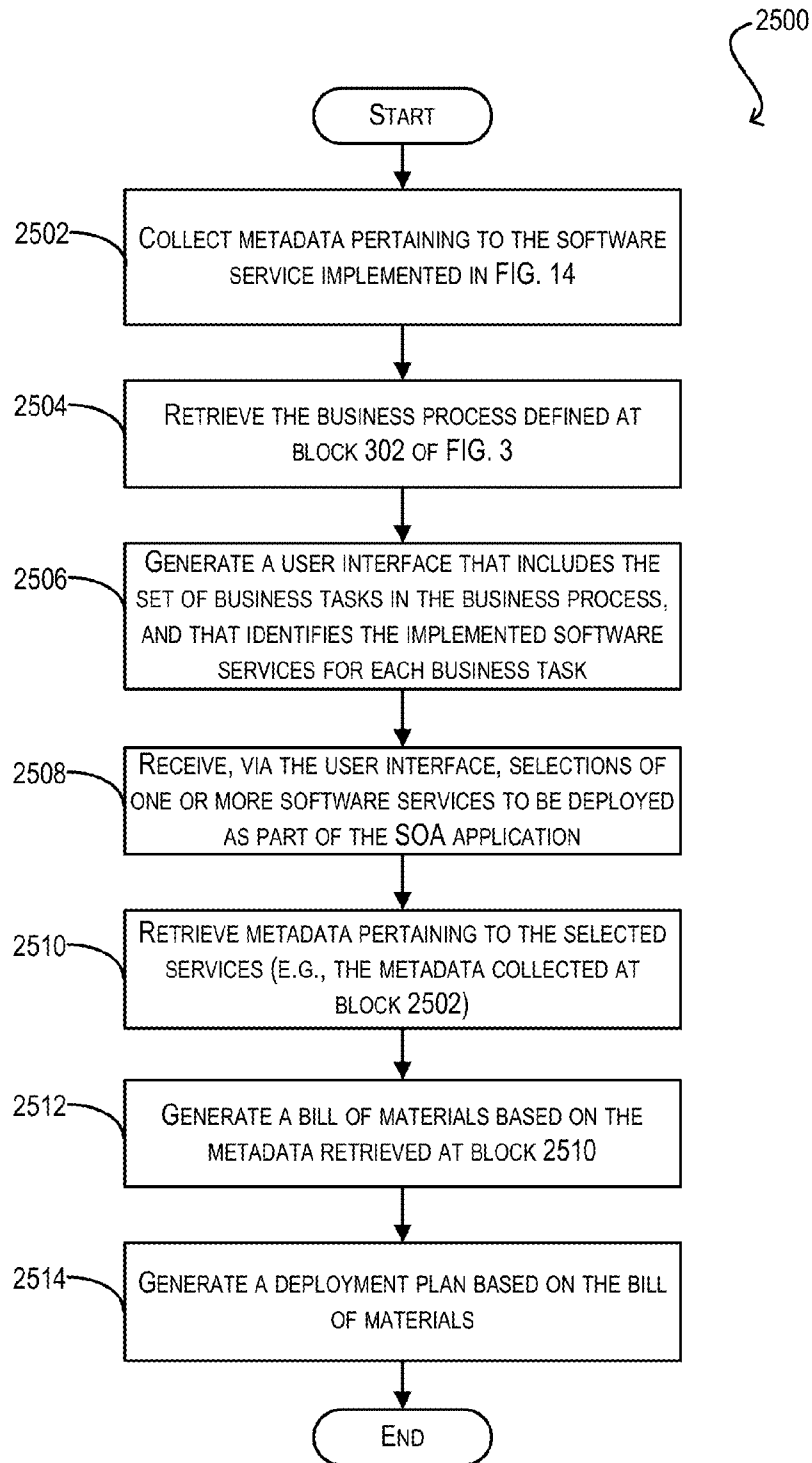 2500
START
2502
COLLECT METADATA PERTAINING TO THE SOFTWARE
SERVICE IMPLEMENTED IN FIG. 14
2504
RETRIEVE THE BUSINESS PROCESS DEFINED AT
BLOCK 302 OF FIG. 3
2506
GENERATE A USER INTERFACE THAT INCLUDES THE
SET OF BUSINESS TASKS IN THE BUSINESS PROCESS,
AND THAT IDENTIFIES THE IMPLEMENTED SOFTWARE
SERVICES FOR EACH BUSINESS TASK
2508
RECEIVE, VIA THE USER INTERFACE, SELECTIONS OF
ONE OR MORE SOFTWARE SERVICES TO BE DEPLOYED
AS PART OF THE SOA APPLICATION
2510
RETRIEVE METADATA PERTAINING TO THE SELECTED
SERVICES (E.G., THE METADATA COLLECTED AT
BLOCK 2502)
2512
GENERATE A BILL OF MATERIALS BASED ON THE
METADATA RETRIEVED AT BLOCK 2510
2514
GENERATE A DEPLOYMENT PLAN BASED ON THE BILL
OF MATERIALS
END